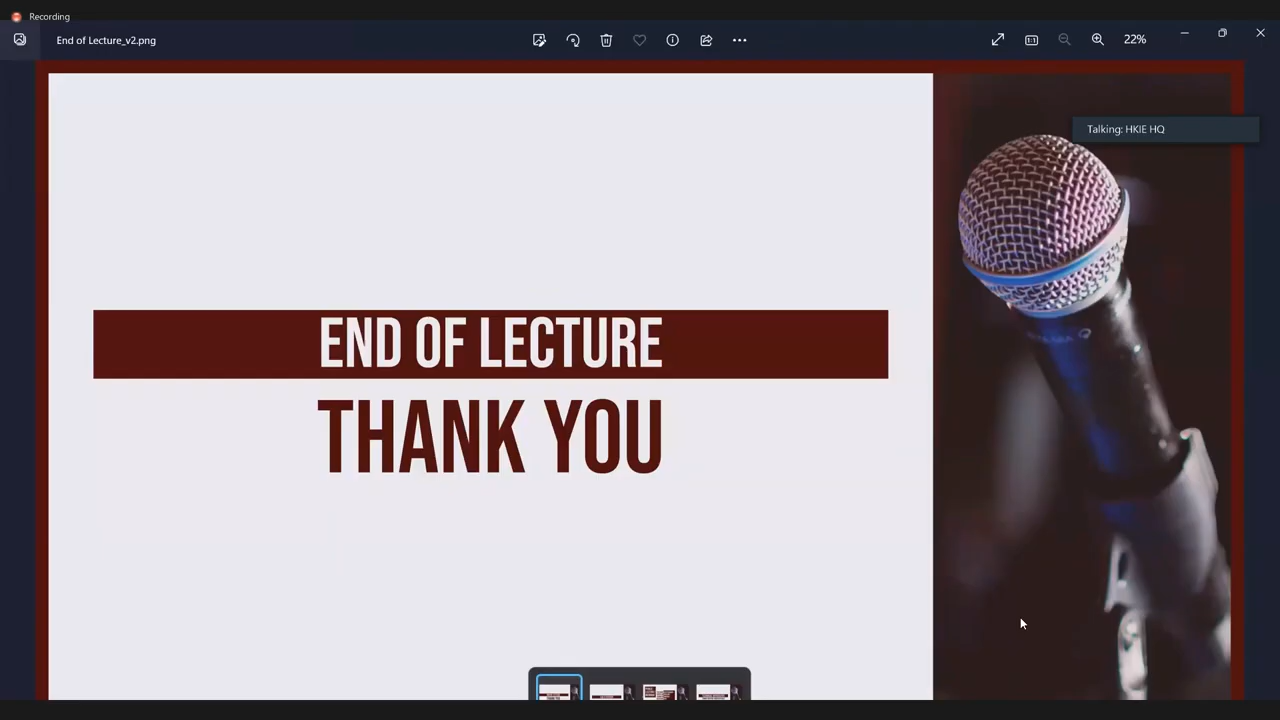 Recording
End of Lecture_v2.png
22%
Talking: HKIE HQ
END OF LECTURE
THANK YOU